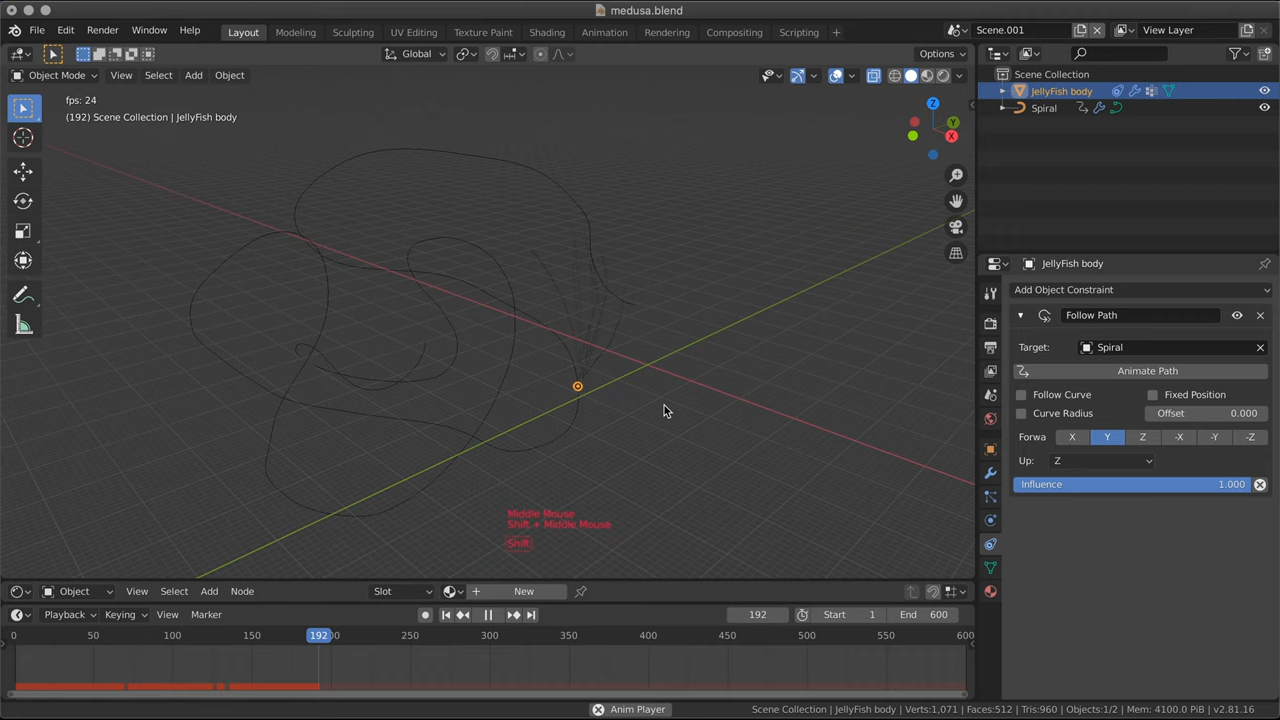 medusa.blend
File Edit Render Window Help Layout Modeling Sculpting UV Editing Texture Paint Shading Animation Rendering Compositing Scripting + Scene.001 View Layer
Global Options
Object Mode View Select Add Object
fps: 24
(192) Scene Collection | JellyFish body
Z
Y
X
Middle Mouse
Shift + Middle Mouse
Shift
Scene Collection
JellyFish body
Spiral
JellyFish body
Add Object Constraint
Follow Path
Target: Spiral
Animate Path
Follow Curve Fixed Position
Curve Radius Offset 0.000
Forwa X Y Z -X -Y -Z
Up: Z
Influence 1.000
Object View Select Add Node Slot + New
Playback Keying View Marker 192 Start 1 End 600
0 50 100 150 192 00 250 300 350 400 450 500 550 600
Anim Player
Scene Collection | JellyFish body | Verts:1,071 | Faces:512 | Tris:960 | Objects:1/2 | Mem: 4100.0 PiB | v2.81.16